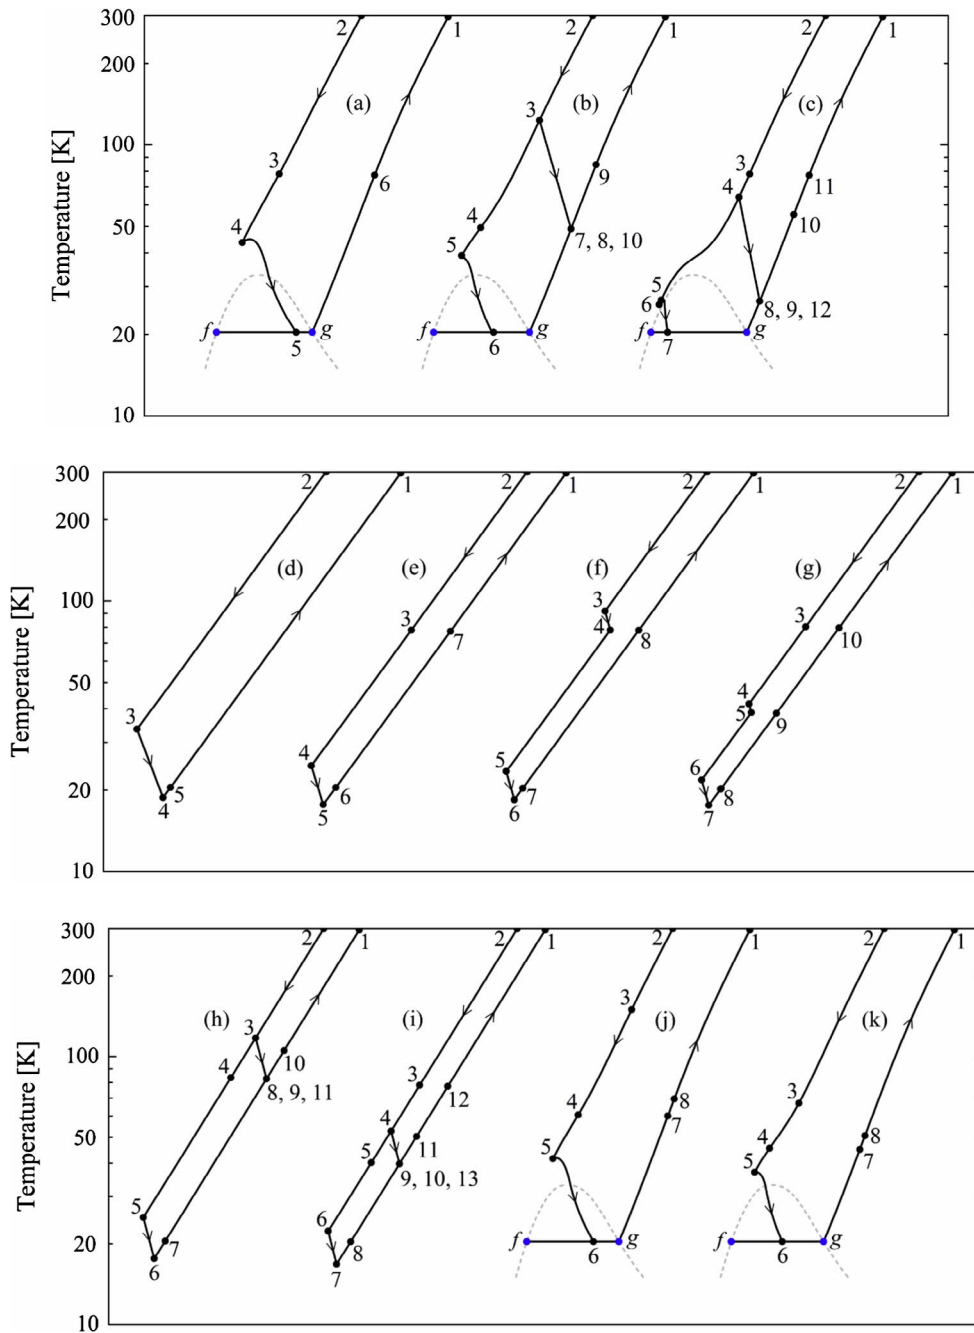 300
200
100
50
20
10
Temperature [K]
2 1 2 1 2 1
(a) (b) (c)
3 3 3
6 9 4 11
4 4 10
5 7, 8, 10
5 8, 9, 12
6
f g f g f g
5 6 7
300
200
100
50
20
10
Temperature [K]
2 1 2 1 2 1 2 1
(d) (e) (f) (g)
3 3 3
4 8 10
7
3 4
5 9
4 5 6
5 6 7 8
4 5 6 7
300
200
100
50
20
10
Temperature [K]
2 1 2 1 2 1 2 1
3
(h) (i) (j) (k)
3
4 10 3
8, 9, 11 12 3
4 4 8
7
11 4 8
5 5 5 7
9, 10, 13
5 6
f g f g
7 8 6 6
6 7